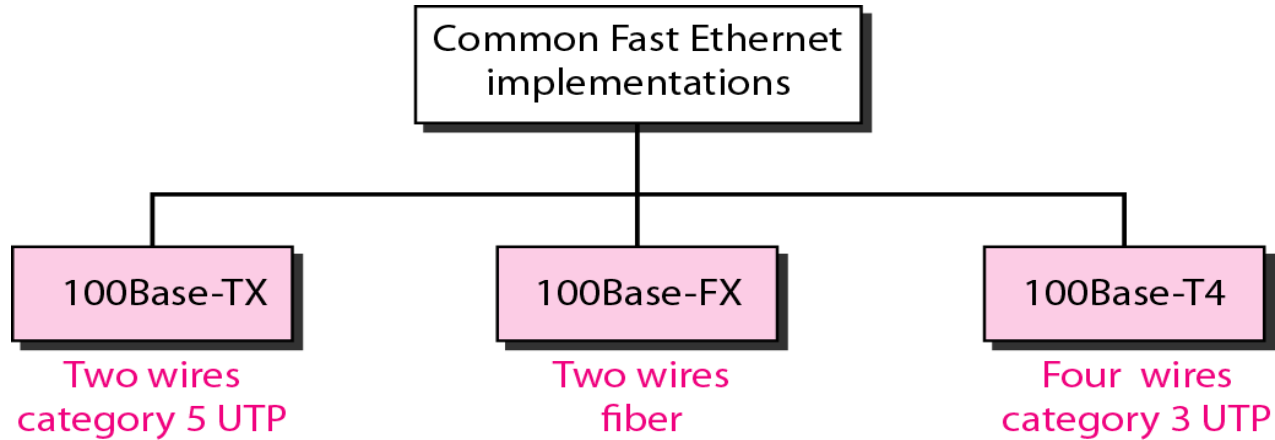 Common Fast Ethernet
implementations
100Base-TX
100Base-FX
100Base-T4
Two wires
category 5 UTP
Two wires
fiber
Four wires
category 3 UTP